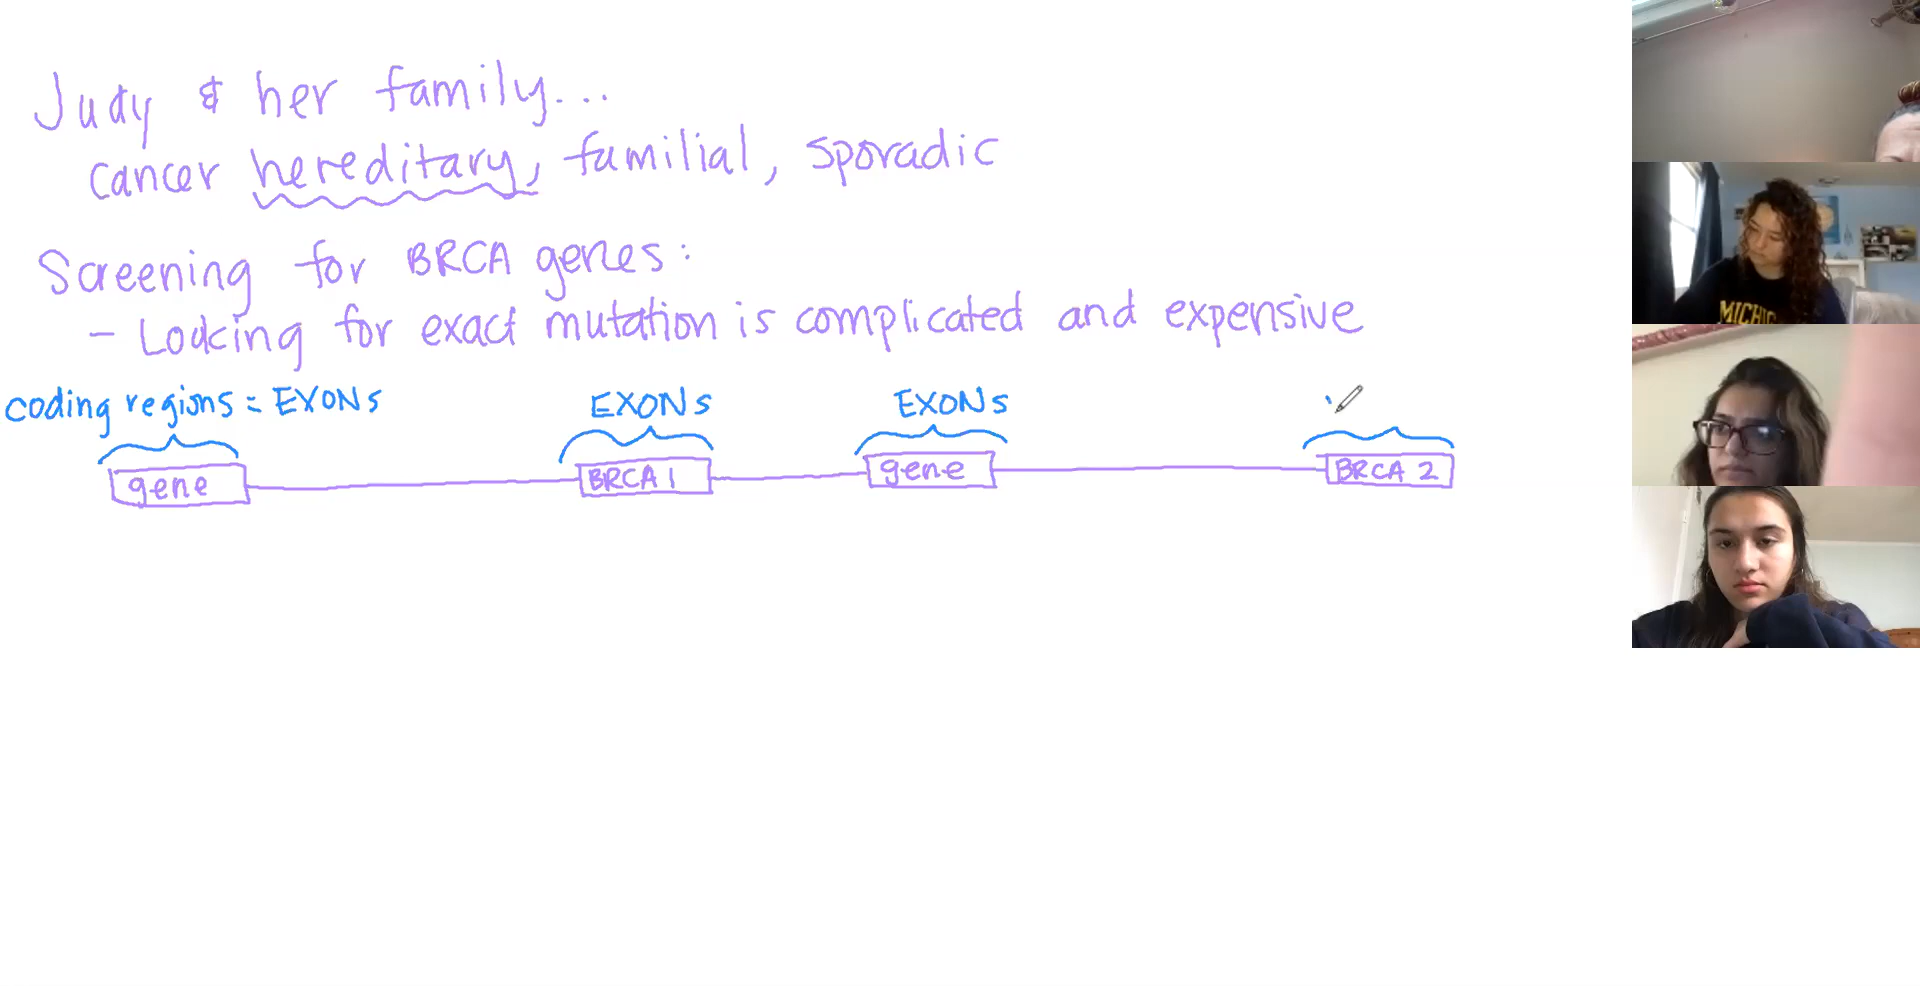 Judy & her family...
cancer hereditary, familial, sporadic
Screening for BRCA genes:
- Looking for exact mutation is complicated and expensive
coding regions = EXONs EXONs EXONs
gene BRCA 1 gene BRCA 2
MICHIG